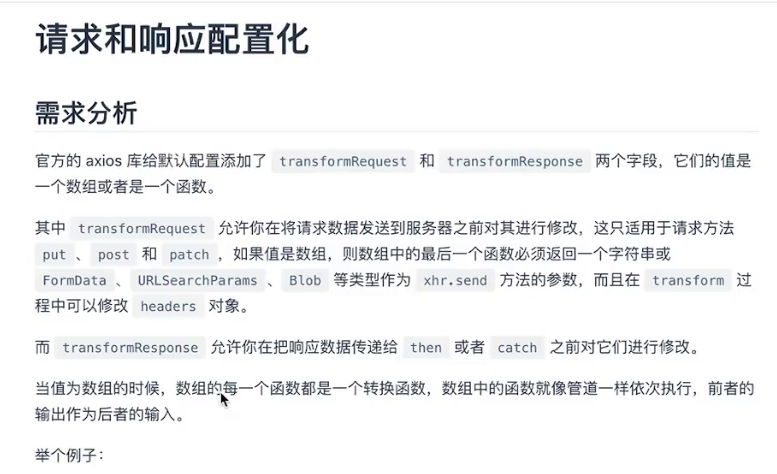 请求和响应配置化
需求分析
官方的 axios 库给默认配置添加了 transformRequest 和 transformResponse 两个字段，它们的值是
一个数组或者是一个函数。
其中 transformRequest 允许你在将请求数据发送到服务器之前对其进行修改，这只适用于请求方法
put 、 post 和 patch ，如果值是数组，则数组中的最后一个函数必须返回一个字符串或
FormData 、 URLSearchParams 、 Blob 等类型作为 xhr.send 方法的参数，而且在 transform 过
程中可以修改 headers 对象。
而 transformResponse 允许你在把响应数据传递给 then 或者 catch 之前对它们进行修改。
当值为数组的时候，数组的每一个函数都是一个转换函数，数组中的函数就像管道一样依次执行，前者的
输出作为后者的输入。
举个例子：